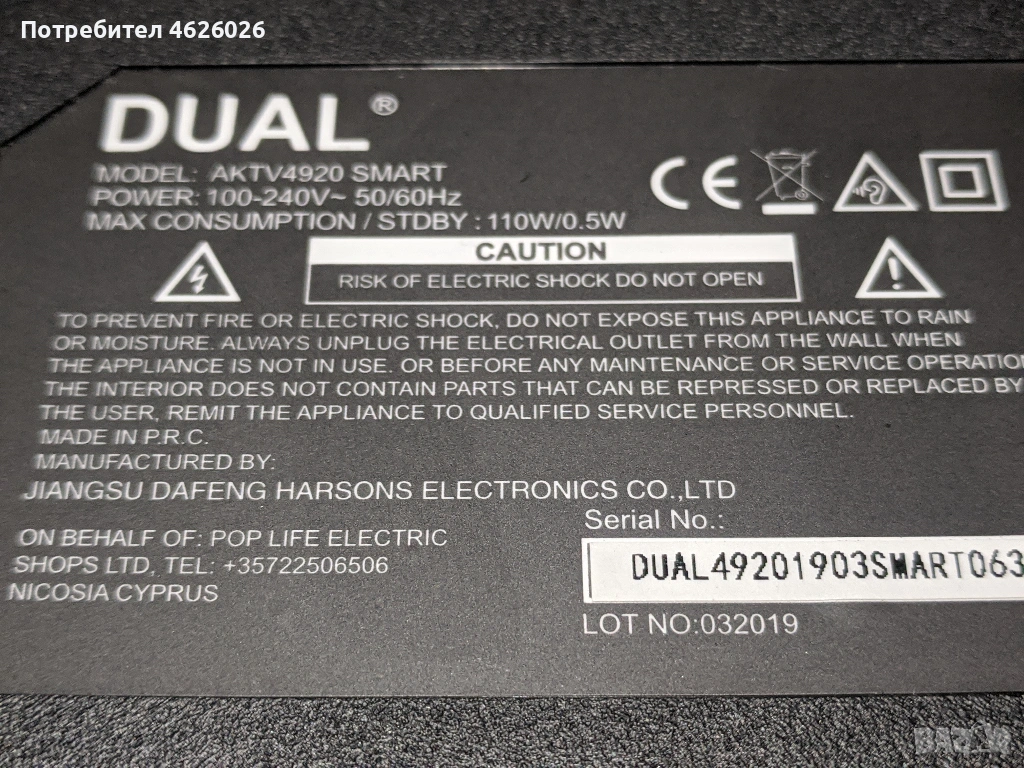 Потребител 4626026
DUAL®
MODEL: AKTV4920 SMART
POWER: 100-240V~ 50/60Hz
MAX CONSUMPTION / STDBY : 110W/0.5W
CE
CAUTION
RISK OF ELECTRIC SHOCK DO NOT OPEN
TO PREVENT FIRE OR ELECTRIC SHOCK, DO NOT EXPOSE THIS APPLIANCE TO RAIN
OR MOISTURE. ALWAYS UNPLUG THE ELECTRICAL OUTLET FROM THE WALL WHEN
THE APPLIANCE IS NOT IN USE. OR BEFORE ANY MAINTENANCE OR SERVICE OPERATIO
THE INTERIOR DOES NOT CONTAIN PARTS THAT CAN BE REPRESSED OR REPLACED BY
THE USER, REMIT THE APPLIANCE TO QUALIFIED SERVICE PERSONNEL.
MADE IN P.R.C.
MANUFACTURED BY:
JIANGSU DAFENG HARSONS ELECTRONICS CO.,LTD
ON BEHALF OF: POP LIFE ELECTRIC
SHOPS LTD, TEL: +35722506506
NICOSIA CYPRUS
Serial No.:
DUAL49201903SMART063
LOT NO:032019